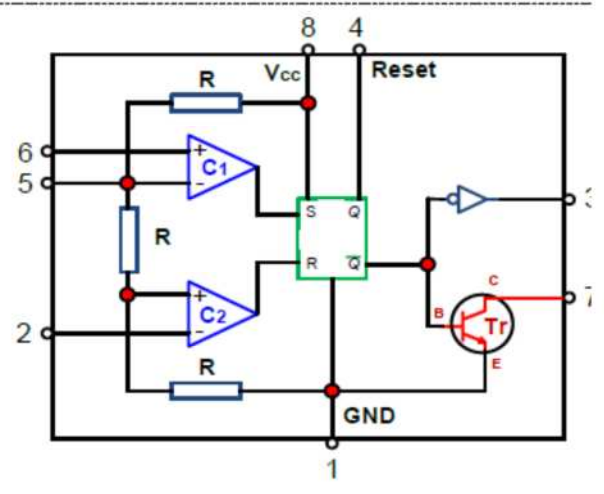 8 4
Vcc Reset
R
6 + C1
5 -
S Q
R
R Q̅
3
+ C2
2 -
C
7
B Tr
E
R
GND
1